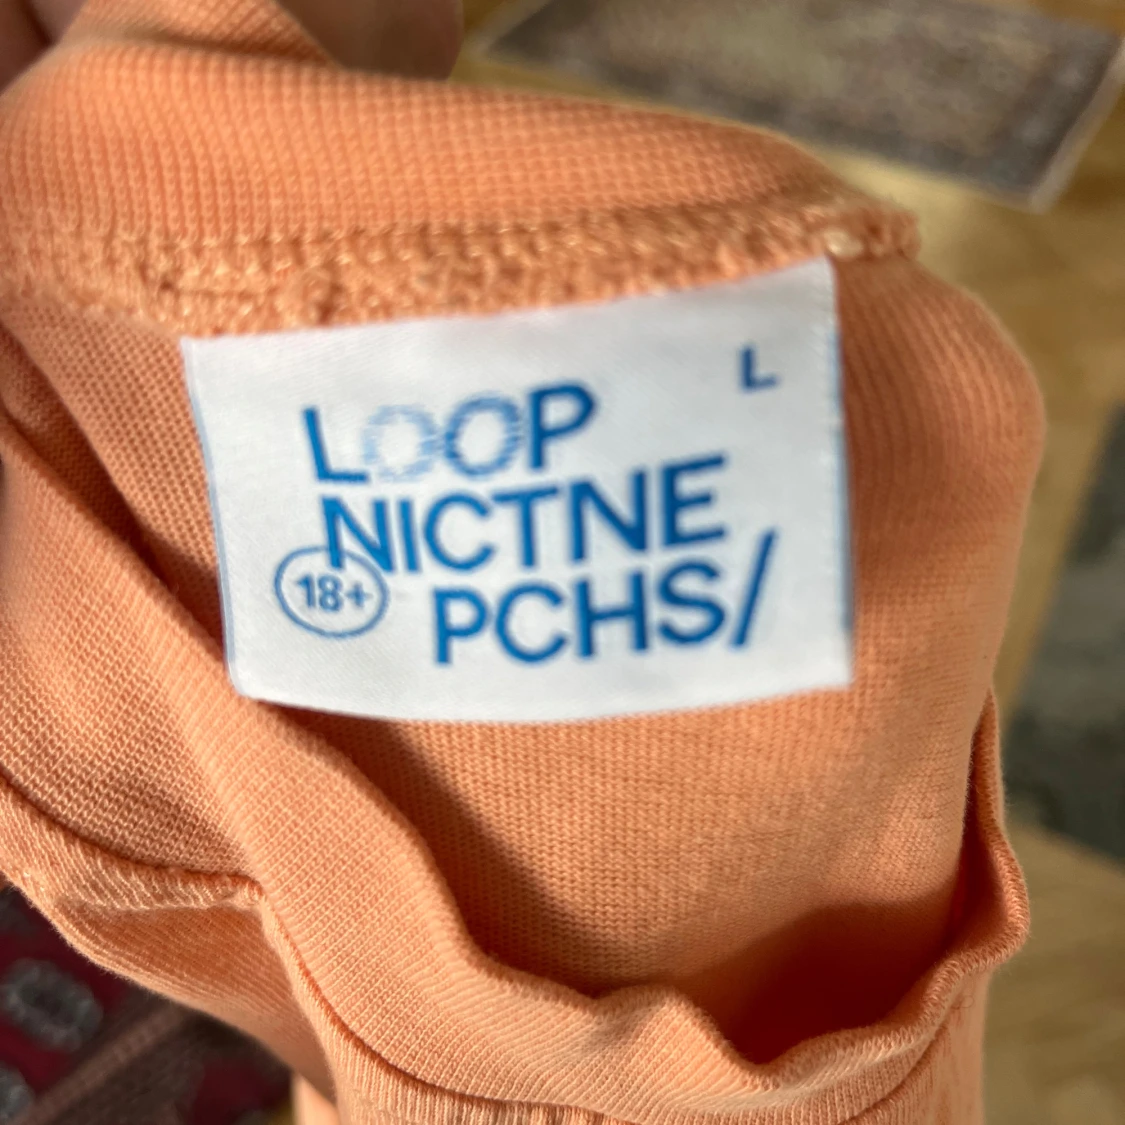 L
LOOP
NICTNE
18+
PCHS/